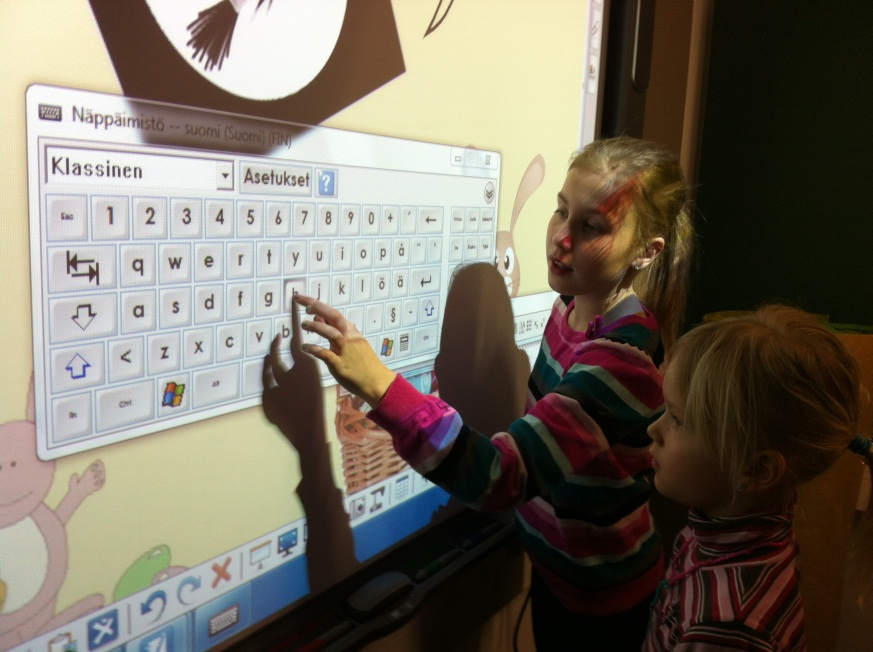 Näppäimistö -- suomi (Suomi) (FIN)
Klassinen Asetukset ?
Esc 1 2 3 4 5 6 7 8 9 0 + ´
q w e r t y u i o p å ¨ '
a s d f g h j k l ö ä
< z x c v b . § -
Fn Ctrl Alt